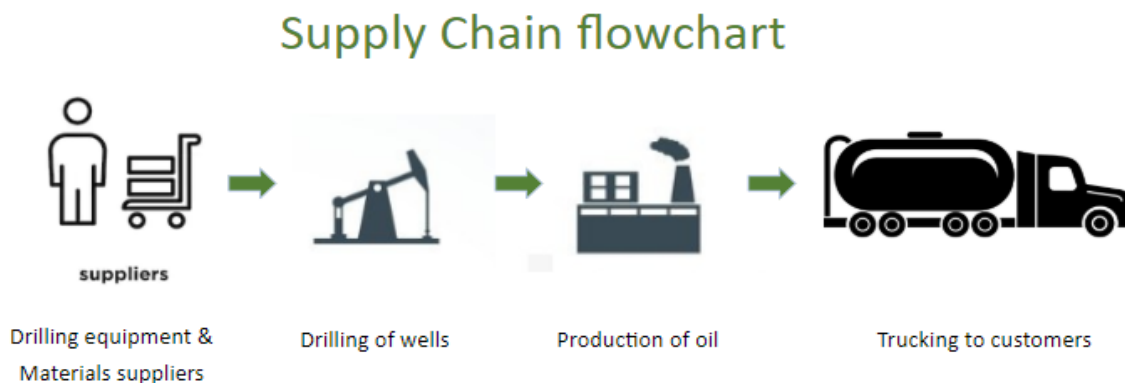 Supply Chain flowchart
suppliers
Drilling equipment &
Materials suppliers
Drilling of wells
Production of oil
Trucking to customers